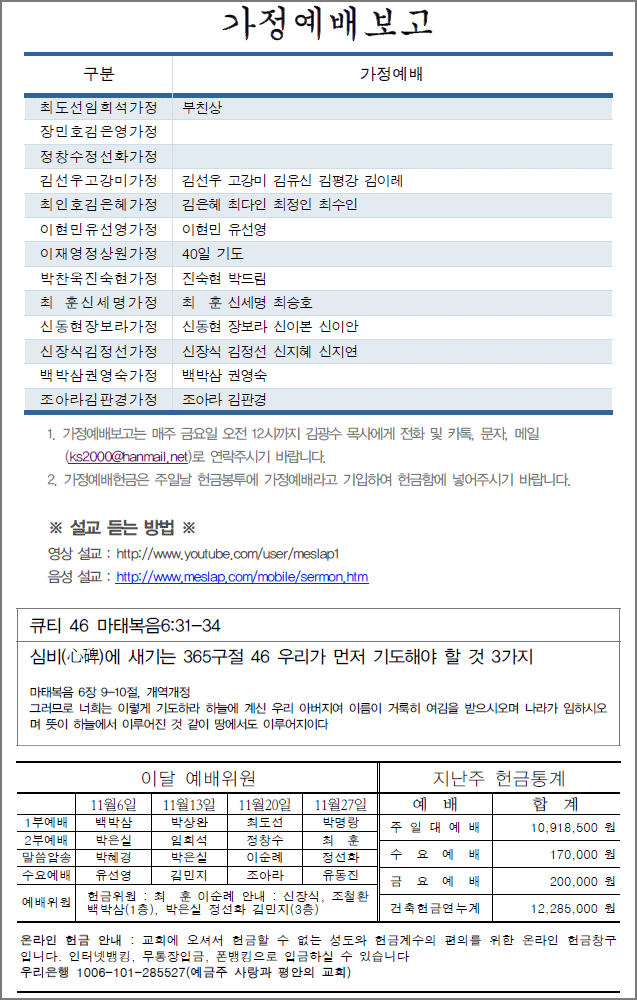 가정예배보고
구분 가정예배
최도선임희석가정 부친상
장민호김은영가정
정창수정선화가정
김선우고강미가정 김선우 고강미 김유신 김평강 김이레
최인호김은혜가정 김은혜 최다인 최정인 최수인
이현민유선영가정 이현민 유선영
이재영정상원가정 40일 기도
박찬욱진숙현가정 진숙현 박드림
최 훈신세명가정 최 훈 신세명 최승호
신동현장보라가정 신동현 장보라 신이본 신이안
신장식김정선가정 신장식 김정선 신지혜 신지연
백박삼권영숙가정 백박삼 권영숙
조아라김판경가정 조아라 김판경
1. 가정예배보고는 매주 금요일 오전 12시까지 김광수 목사에게 전화 및 카톡, 문자, 메일
(ks2000@hanmail.net)로 연락주시기 바랍니다.
2. 가정예배헌금은 주일날 헌금봉투에 가정예배라고 기입하여 헌금함에 넣어주시기 바랍니다.
※ 설교 듣는 방법 ※
영상 설교 : http://www.youtube.com/user/meslap1
음성 설교 : http://www.meslap.com/mobile/sermon.htm
큐티 46 마태복음6:31-34
심비(心碑)에 새기는 365구절 46 우리가 먼저 기도해야 할 것 3가지
마태복음 6장 9-10절, 개역개정
그러므로 너희는 이렇게 기도하라 하늘에 계신 우리 아버지여 이름이 거룩히 여김을 받으시오며 나라가 임하시오
며 뜻이 하늘에서 이루어진 것 같이 땅에서도 이루어지이다
이달 예배위원
11월6일 11월13일 11월20일 11월27일
1부예배 백박삼 박상완 최도선 박명랑
2부예배 박은실 임희석 정창수 최 훈
말씀암송 박혜경 박은실 이순례 정선화
수요예배 유선영 김민지 조아라 유동진
예배위원 헌금위원 : 최 훈 이순례 안내 : 신장식, 조철환
백박삼(1층), 박은실 정선화 김민지(3층)
지난주 헌금통계
예 배 합 계
주 일 대 예 배 10,918,500 원
수 요 예 배 170,000 원
금 요 예 배 200,000 원
건축헌금연누계 12,285,000 원
온라인 헌금 안내 : 교회에 오셔서 헌금할 수 없는 성도와 헌금계수의 편의를 위한 온라인 헌금창구
입니다. 인터넷뱅킹, 무통장입금, 폰뱅킹으로 입금하실 수 있습니다
우리은행 1006-101-285527(예금주 사랑과 평안의 교회)